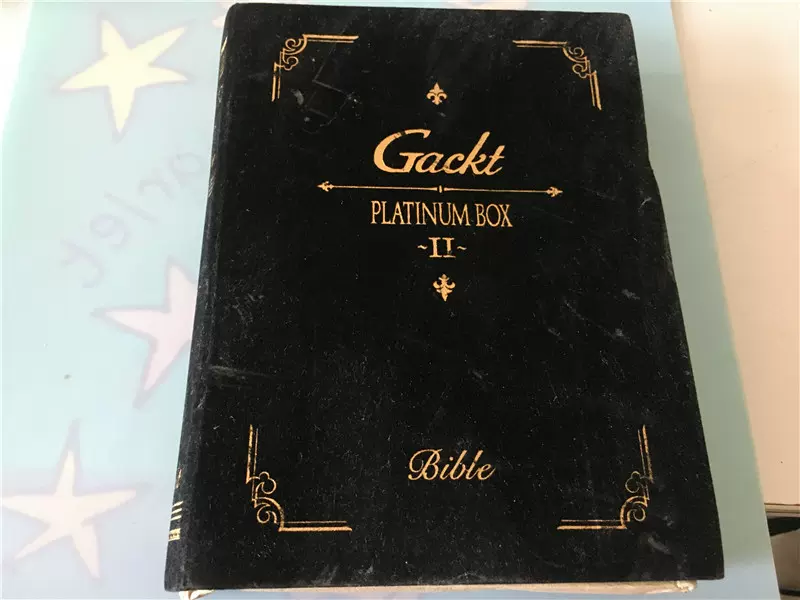 Gackt
PLATINUM BOX
~II~
Bible